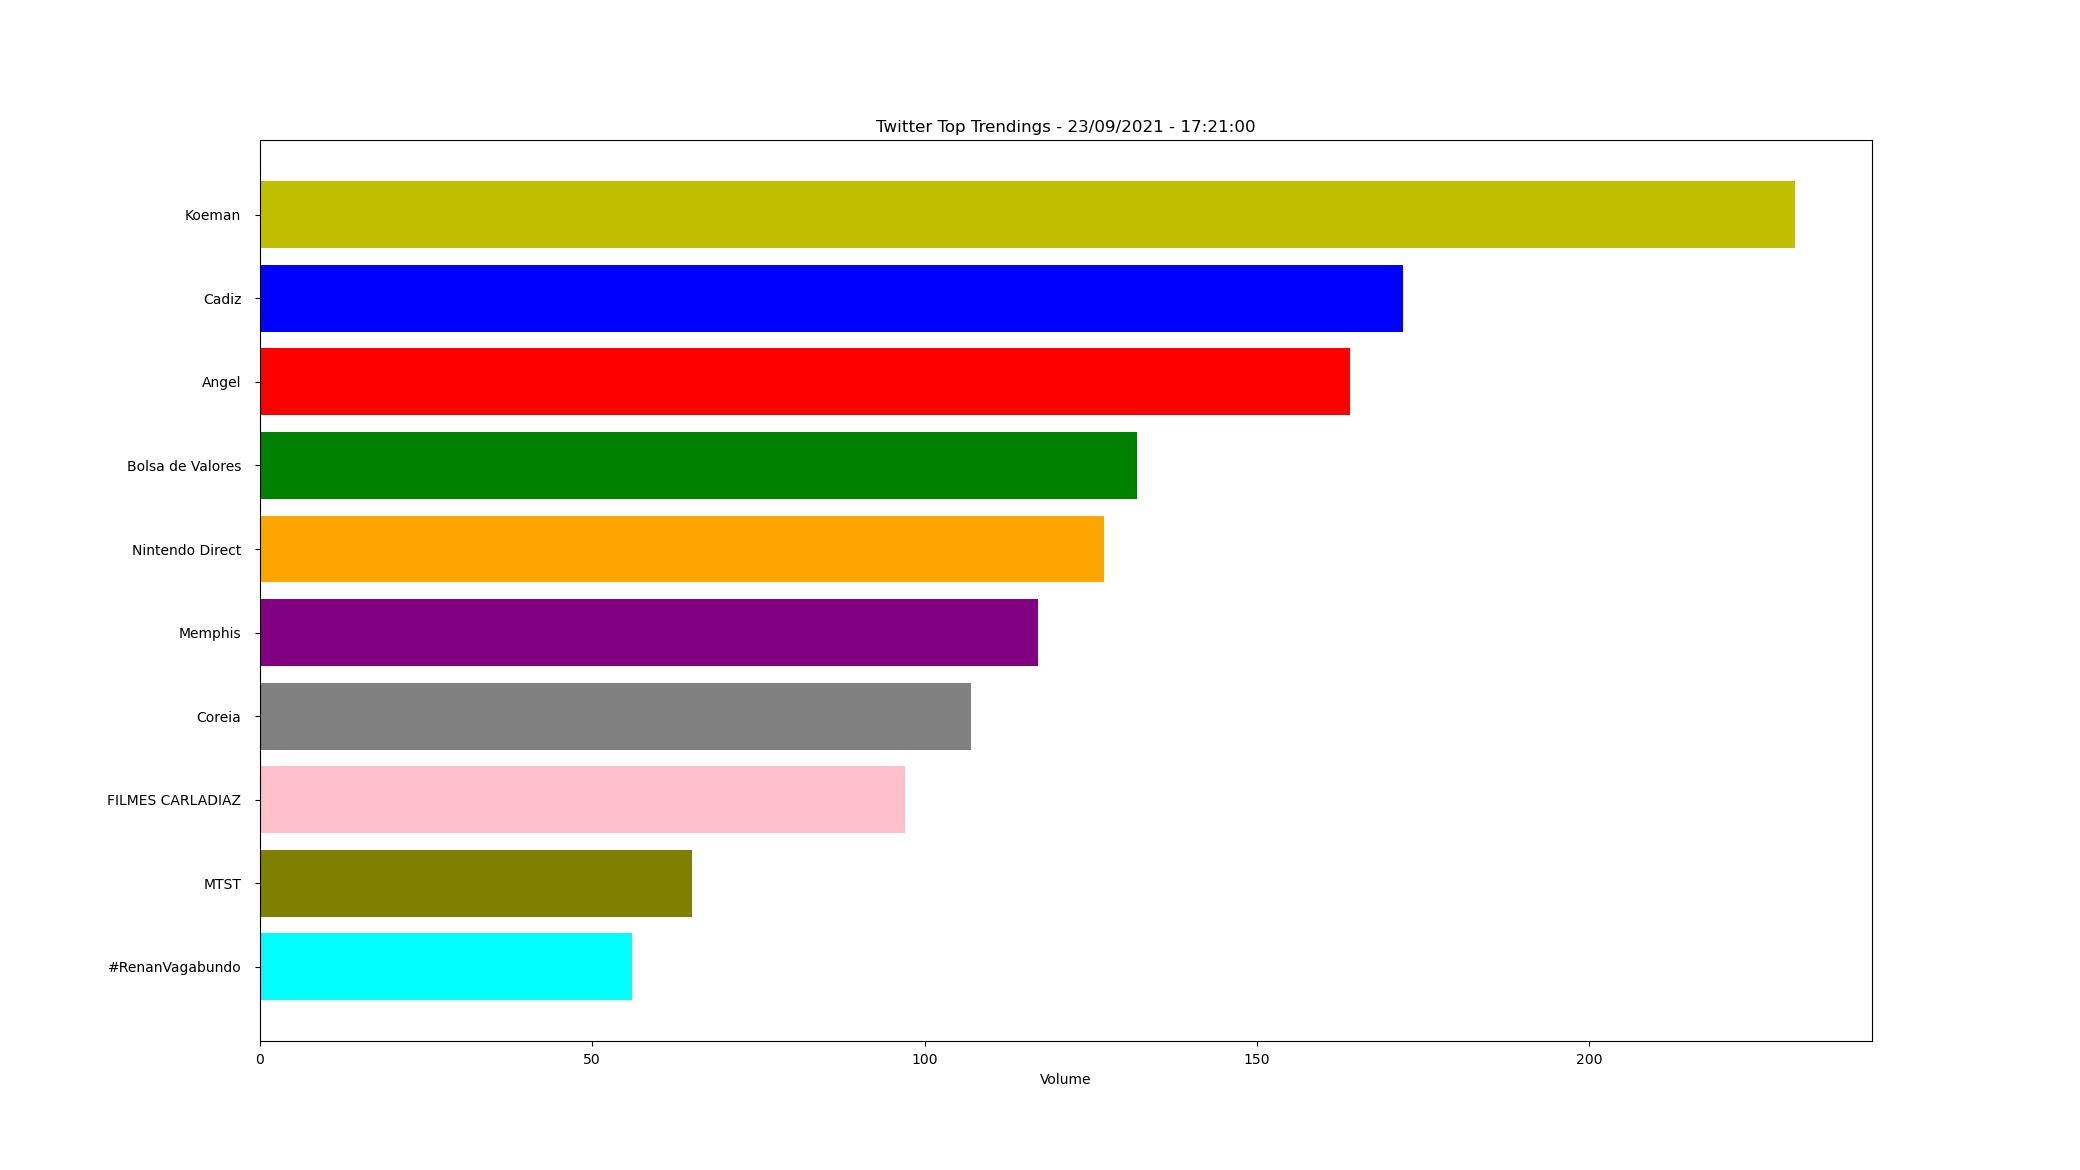 Twitter Top Trendings - 23/09/2021 - 17:21:00
Koeman
Cadiz
Angel
Bolsa de Valores
Nintendo Direct
Memphis
Coreia
FILMES CARLADIAZ
MTST
#RenanVagabundo
0 50 100 150 200
Volume